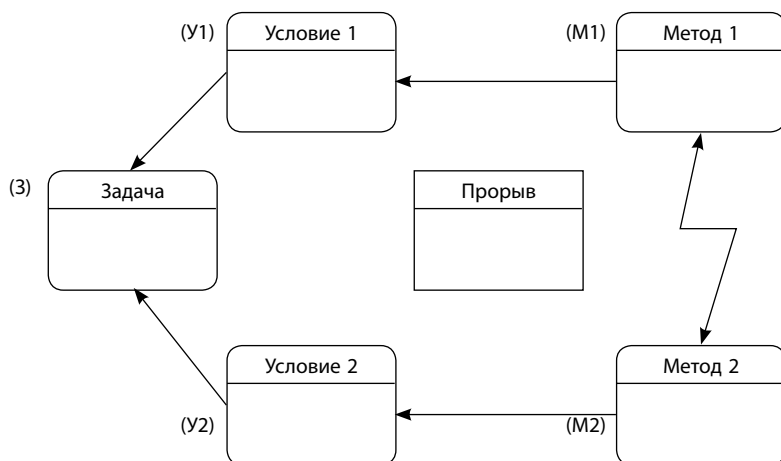 (У1)
Условие 1
(М1)
Метод 1
(З)
Задача
Прорыв
Условие 2
Метод 2
(У2)
(М2)